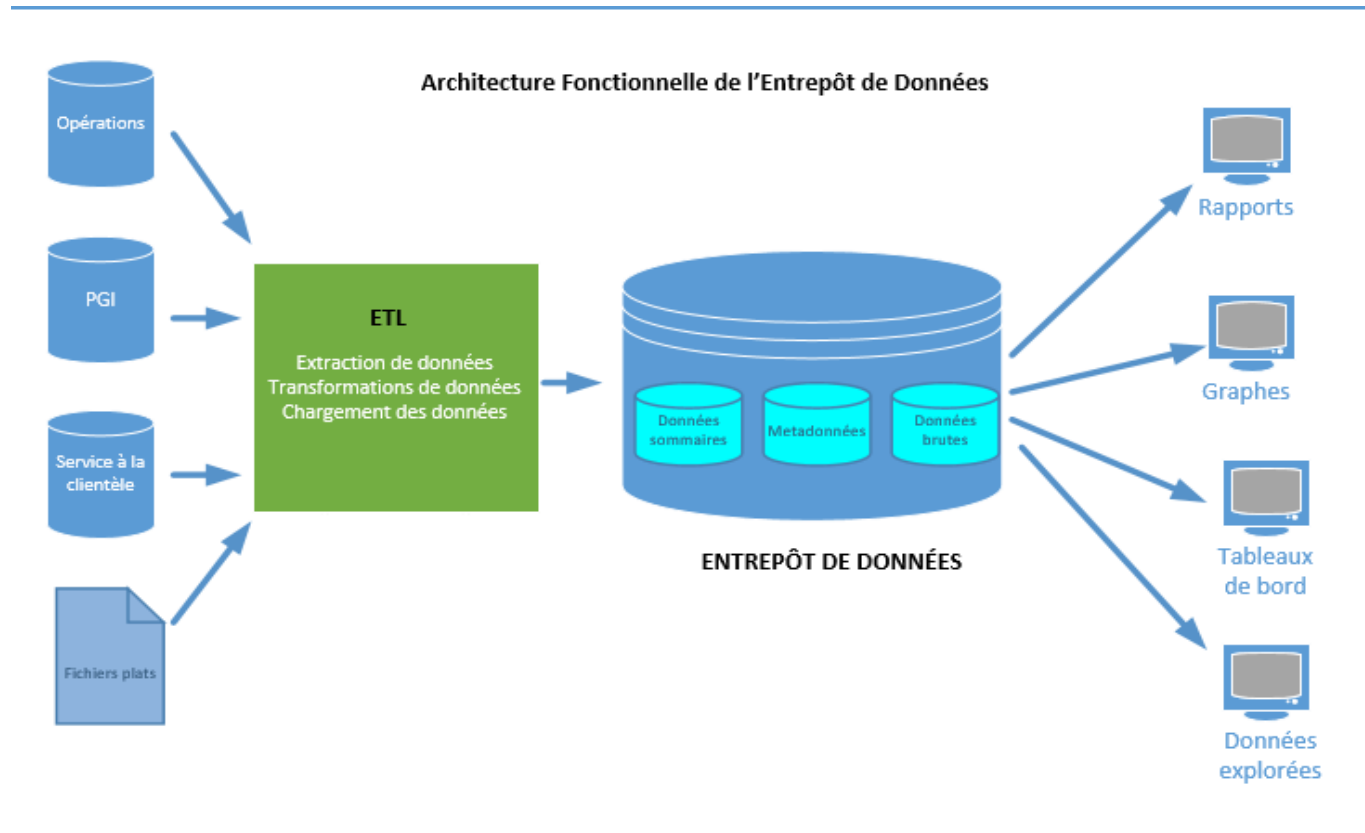 Architecture Fonctionnelle de l’Entrepôt de Données
Opérations
PGI
Service à la
clientèle
Fichiers plats
ETL
Extraction de données
Transformations de données
Chargement des données
Données
sommaires
Metadonnées
Données
brutes
ENTREPÔT DE DONNÉES
Rapports
Graphes
Tableaux
de bord
Données
explorées